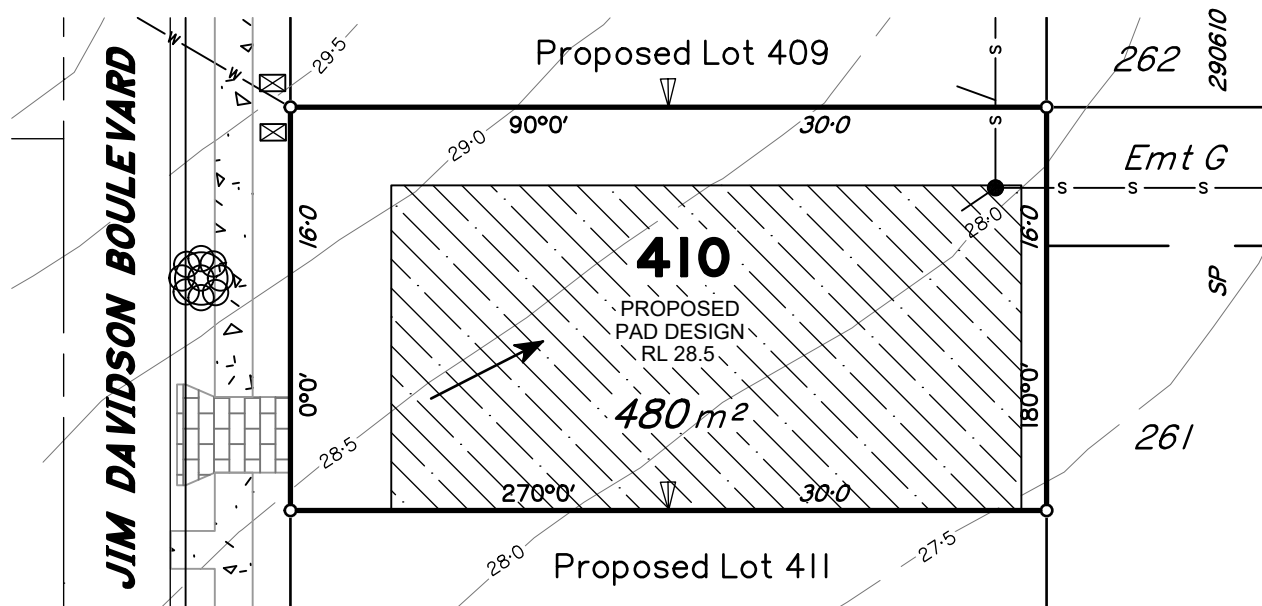 JIM DAVIDSON BOULEVARD
W
W
29·5
Proposed Lot 409
S
262
290610
90°0'
30·0
S
29·0
Emt G
S
S
S
16·0
28·0
16·0
SP
410
PROPOSED
PAD DESIGN
RL 28.5
0°0'
180°0'
480 m²
261
28·5
270°0'
30·0
28·0
Proposed Lot 411
27·5